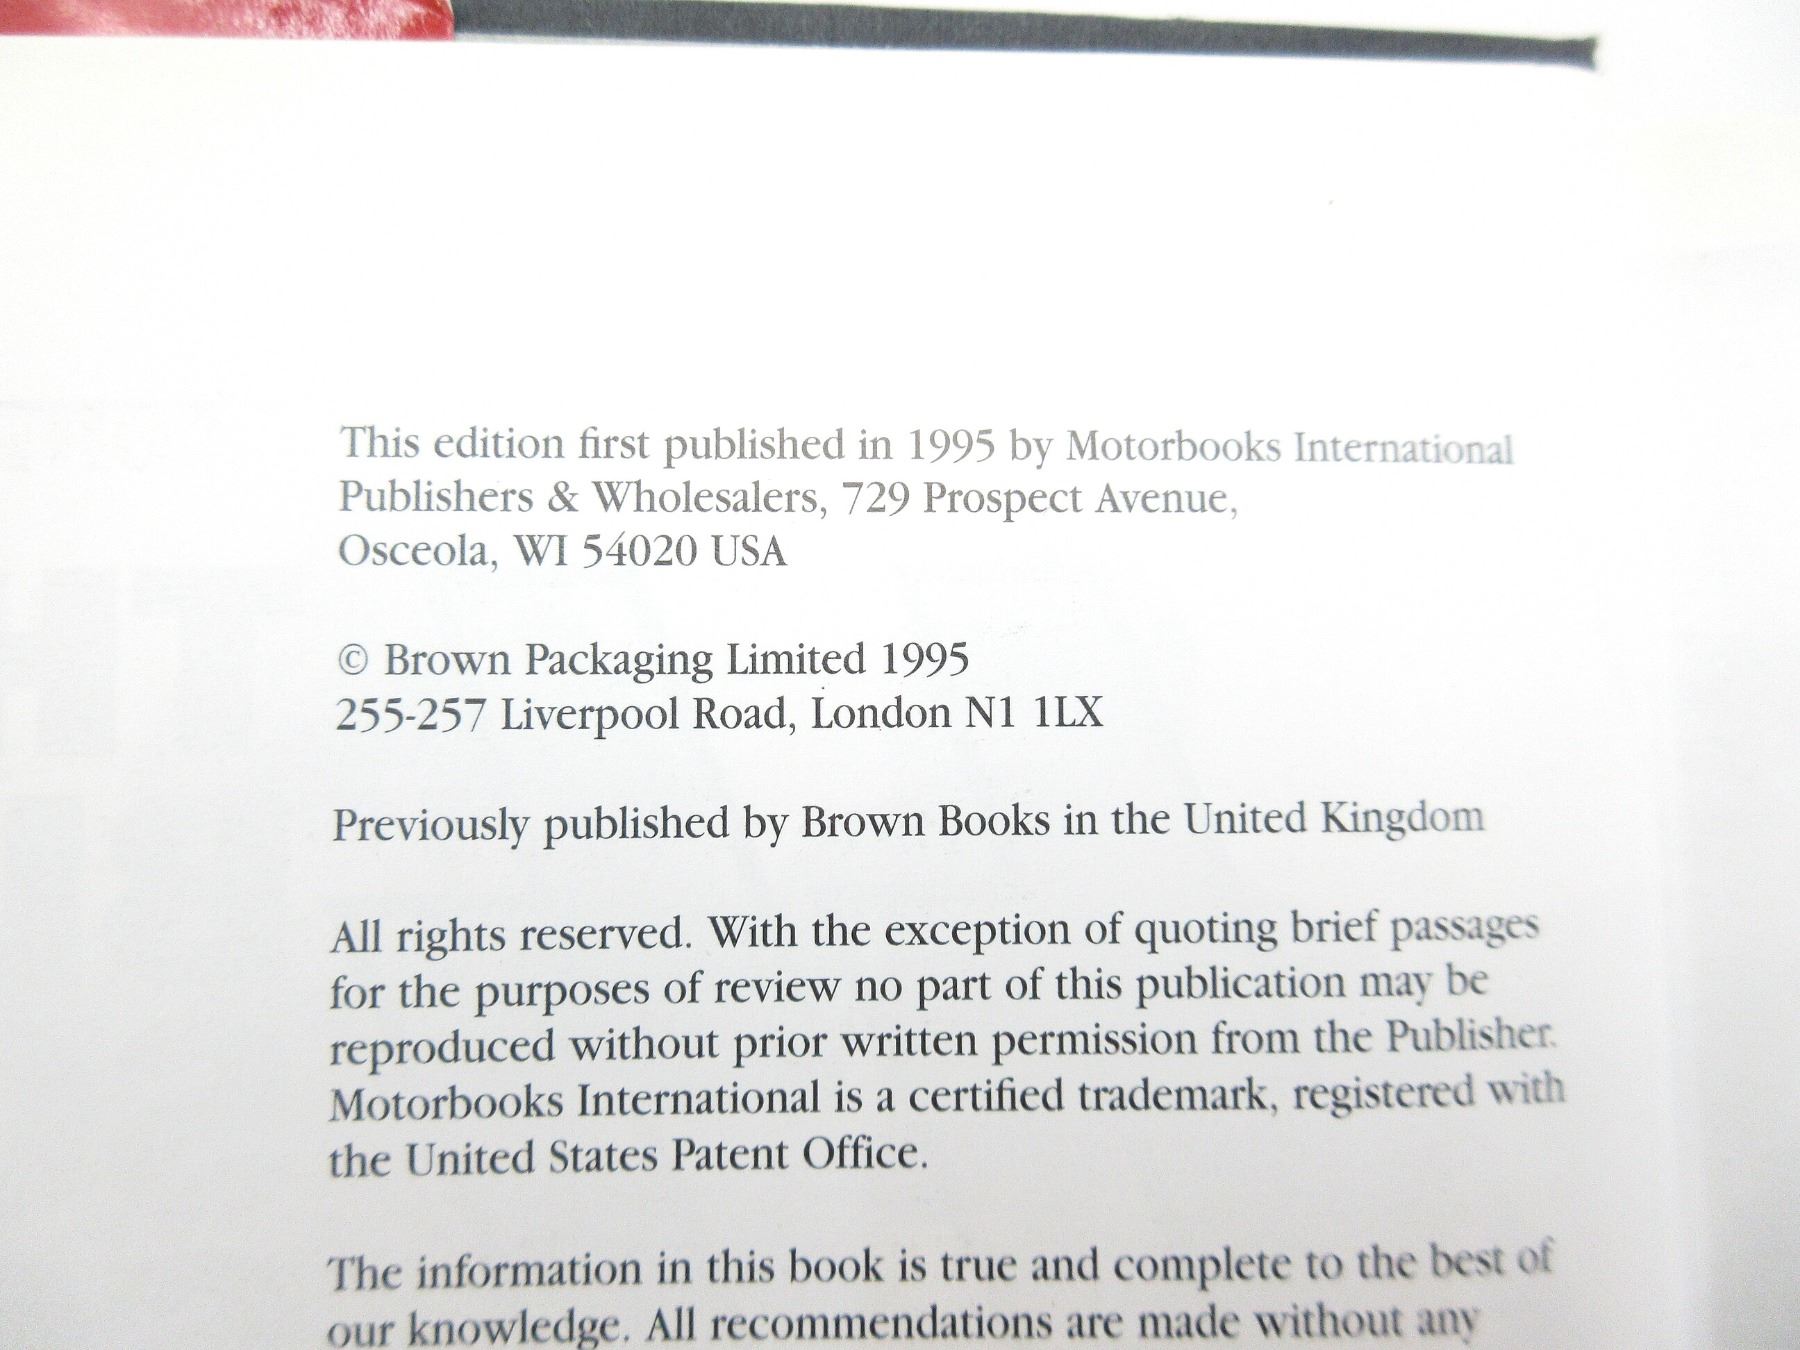 This edition first published in 1995 by Motorbooks International
Publishers & Wholesalers, 729 Prospect Avenue,
Osceola, WI 54020 USA
© Brown Packaging Limited 1995
255-257 Liverpool Road, London N1 1LX
Previously published by Brown Books in the United Kingdom
All rights reserved. With the exception of quoting brief passages
for the purposes of review no part of this publication may be
reproduced without prior written permission from the Publisher.
Motorbooks International is a certified trademark, registered with
the United States Patent Office.
The information in this book is true and complete to the best of
our knowledge. All recommendations are made without any